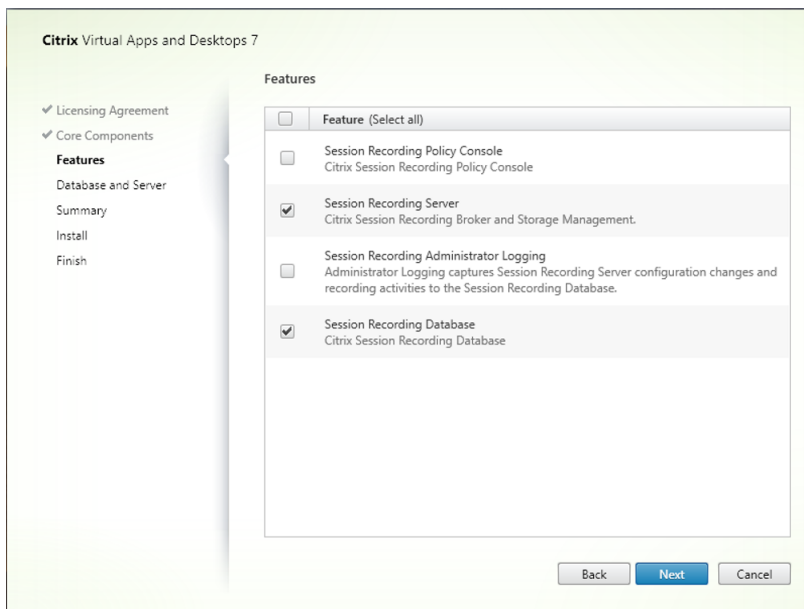 Citrix Virtual Apps and Desktops 7
Features
Licensing Agreement
Core Components
Features
Database and Server
Summary
Install
Finish
Feature (Select all)
Session Recording Policy Console
Citrix Session Recording Policy Console
Session Recording Server
Citrix Session Recording Broker and Storage Management.
Session Recording Administrator Logging
Administrator Logging captures Session Recording Server configuration changes and
recording activities to the Session Recording Database.
Session Recording Database
Citrix Session Recording Database
Back
Next
Cancel